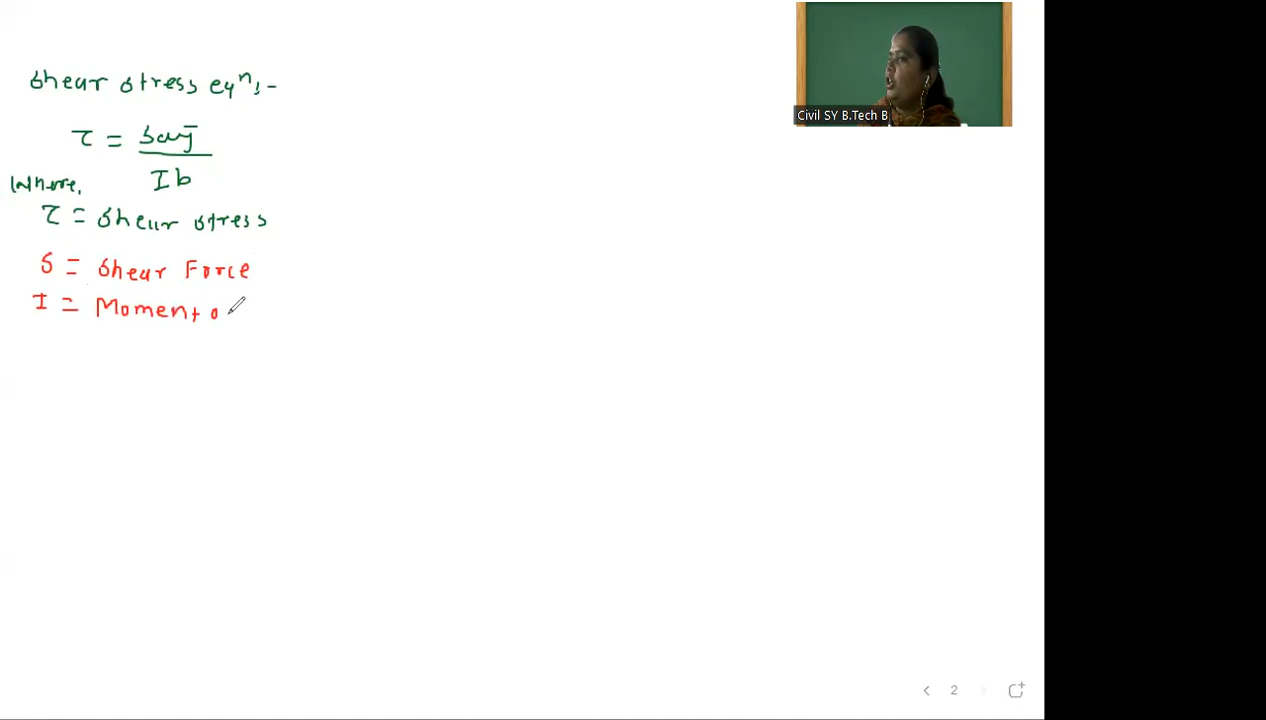 Shear stress eqⁿ:-
τ = Saȳ
Ib
Where,
τ = Shear stress
S = Shear Force
I = Moment o
Civil SY B.Tech B
2